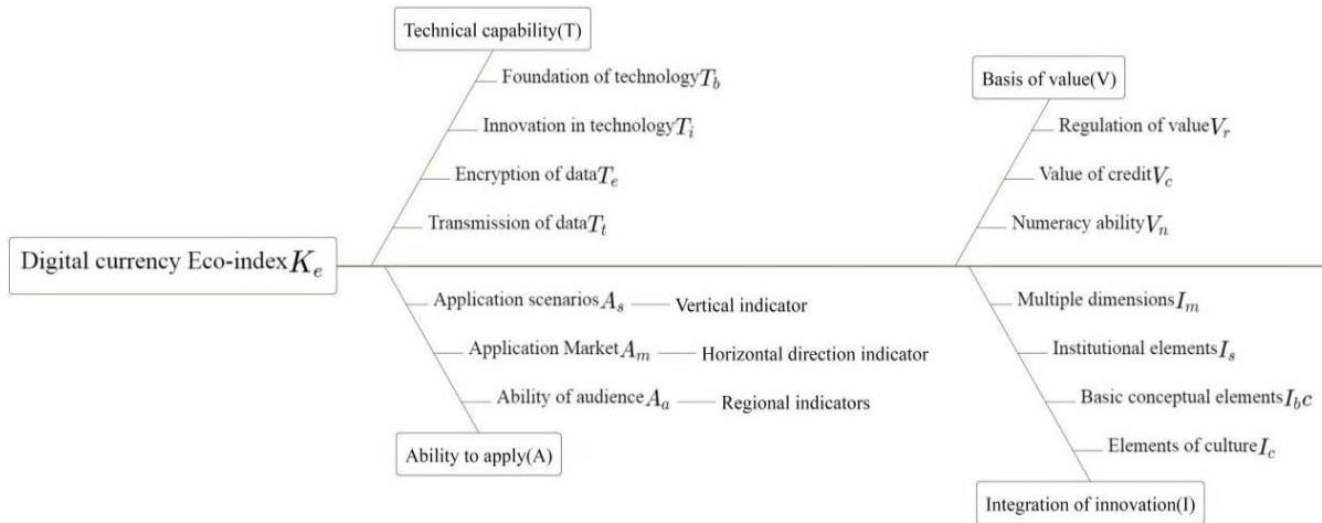 Technical capability(T)
Foundation of technology T_b
Innovation in technology T_i
Encryption of data T_e
Transmission of data T_t
Basis of value(V)
Regulation of value V_r
Value of credit V_c
Numeracy ability V_n
Digital currency Eco-index K_e
Application scenarios A_s Vertical indicator
Application Market A_m Horizontal direction indicator
Ability of audience A_a Regional indicators
Ability to apply(A)
Multiple dimensions I_m
Institutional elements I_s
Basic conceptual elements I_bc
Elements of culture I_c
Integration of innovation(I)